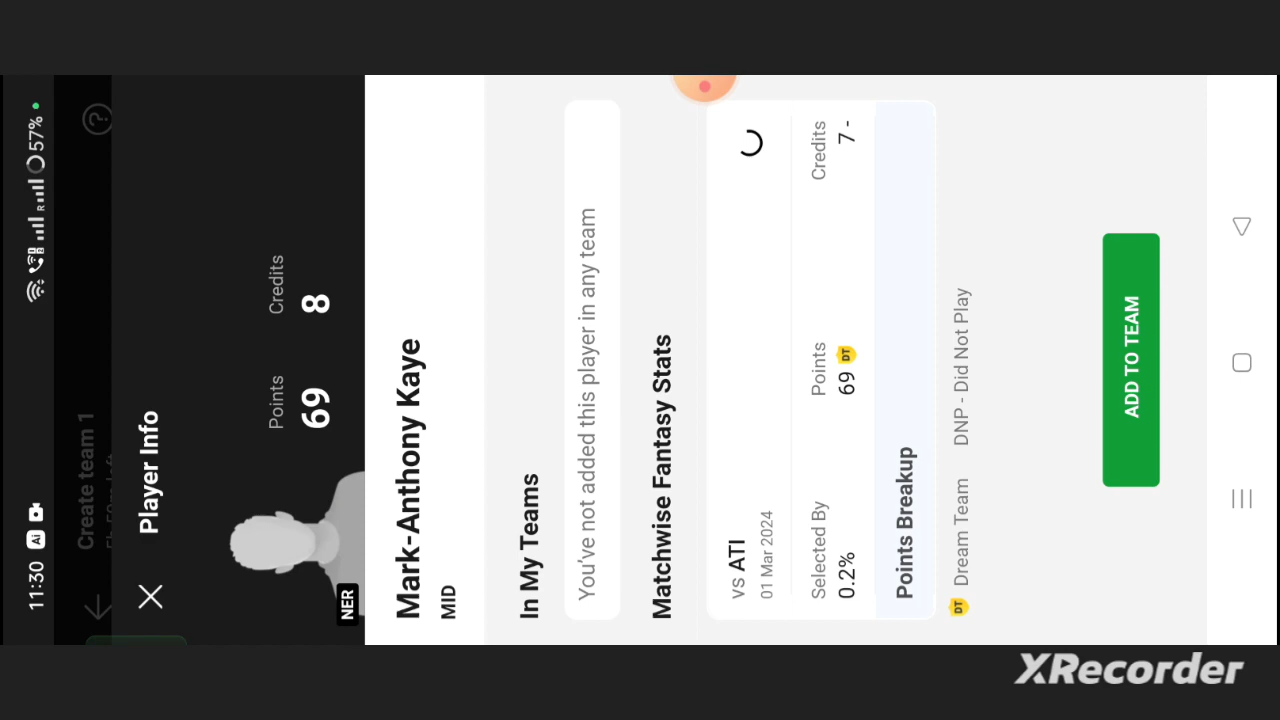 11:30 Ai R 57%
Create team 1
Player Info
Points Credits
69 8
NER
Mark-Anthony Kaye
MID
In My Teams
You've not added this player in any team
Matchwise Fantasy Stats
vs ATI
01 Mar 2024
Selected By Points Credits
0.2% 69 DT 7 -
Points Breakup
DT Dream Team DNP - Did Not Play
ADD TO TEAM
XRecorder